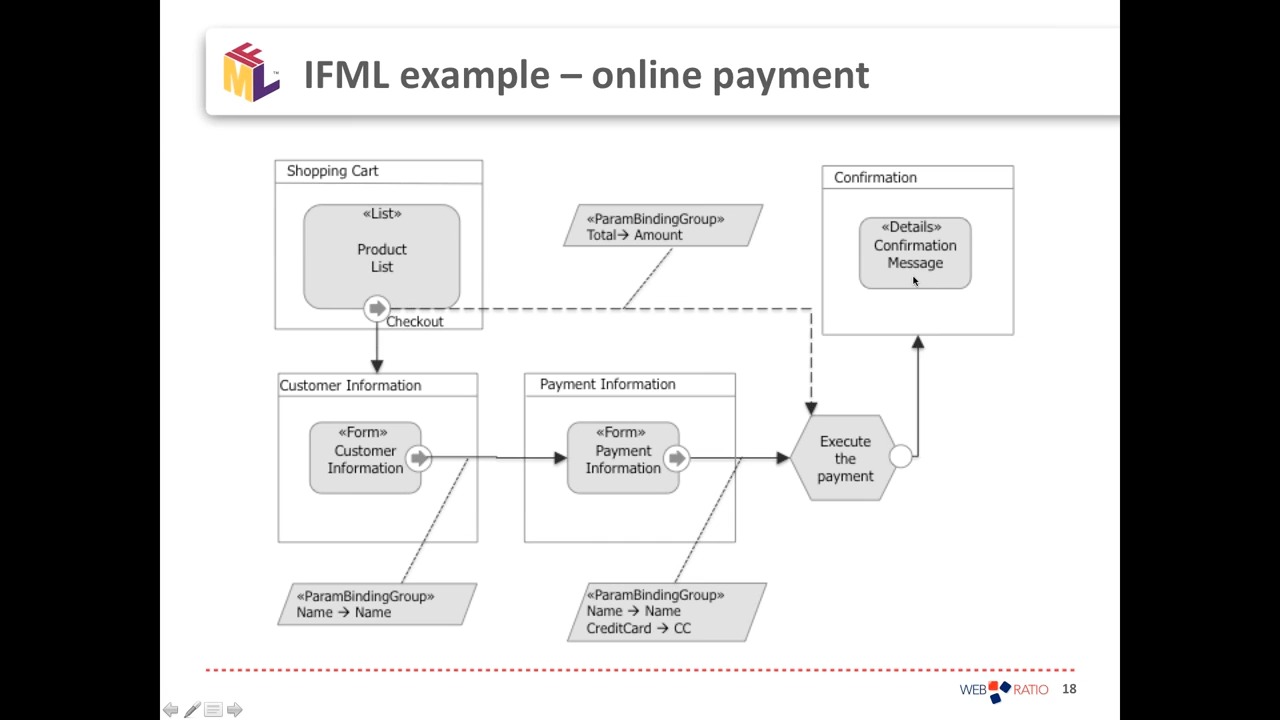 IFML example – online payment
Shopping Cart
«List»
Product
List
Checkout
«ParamBindingGroup»
Total→ Amount
Confirmation
«Details»
Confirmation
Message
Customer Information
«Form»
Customer
Information
Payment Information
«Form»
Payment
Information
Execute
the
payment
«ParamBindingGroup»
Name → Name
«ParamBindingGroup»
Name → Name
CreditCard → CC
WEB RATIO 18